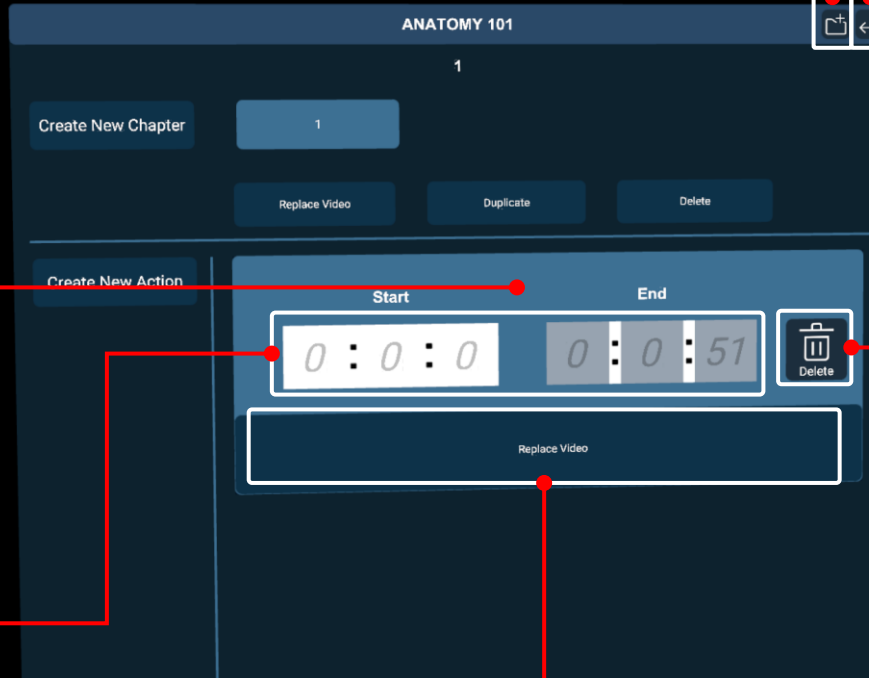 ANATOMY 101
1
Create New Chapter
1
Replace Video
Duplicate
Delete
Create New Action
Start
End
0 : 0 : 0
0 : 0 : 51
Delete
Replace Video